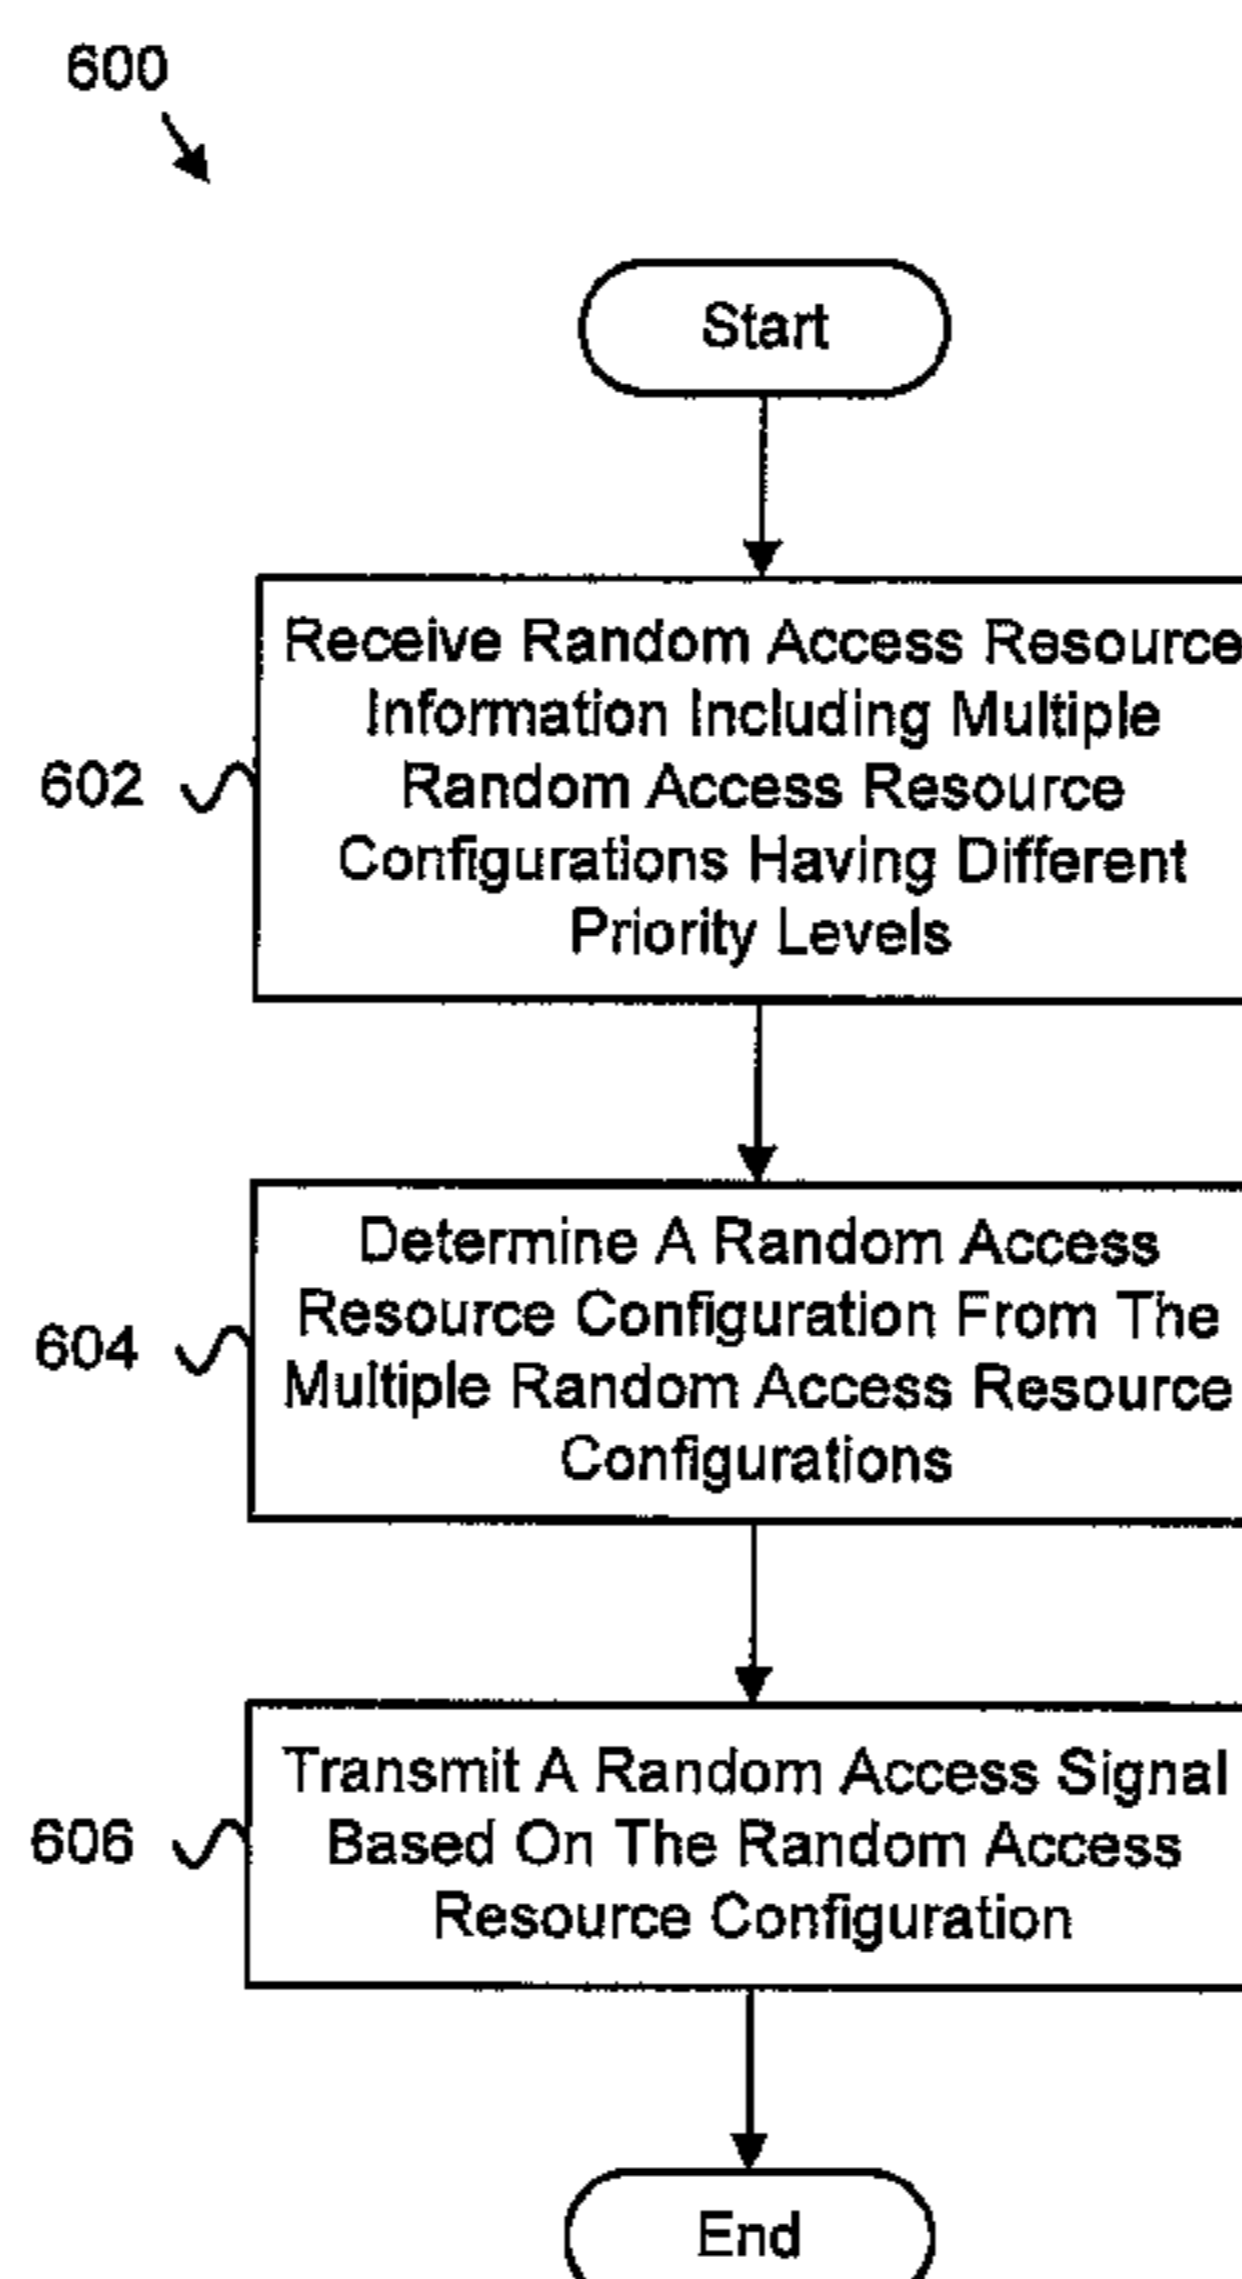 600
Start
Receive Random Access Resource
Information Including Multiple
Random Access Resource
Configurations Having Different
Priority Levels
602
Determine A Random Access
Resource Configuration From The
Multiple Random Access Resource
Configurations
604
Transmit A Random Access Signal
Based On The Random Access
Resource Configuration
606
End